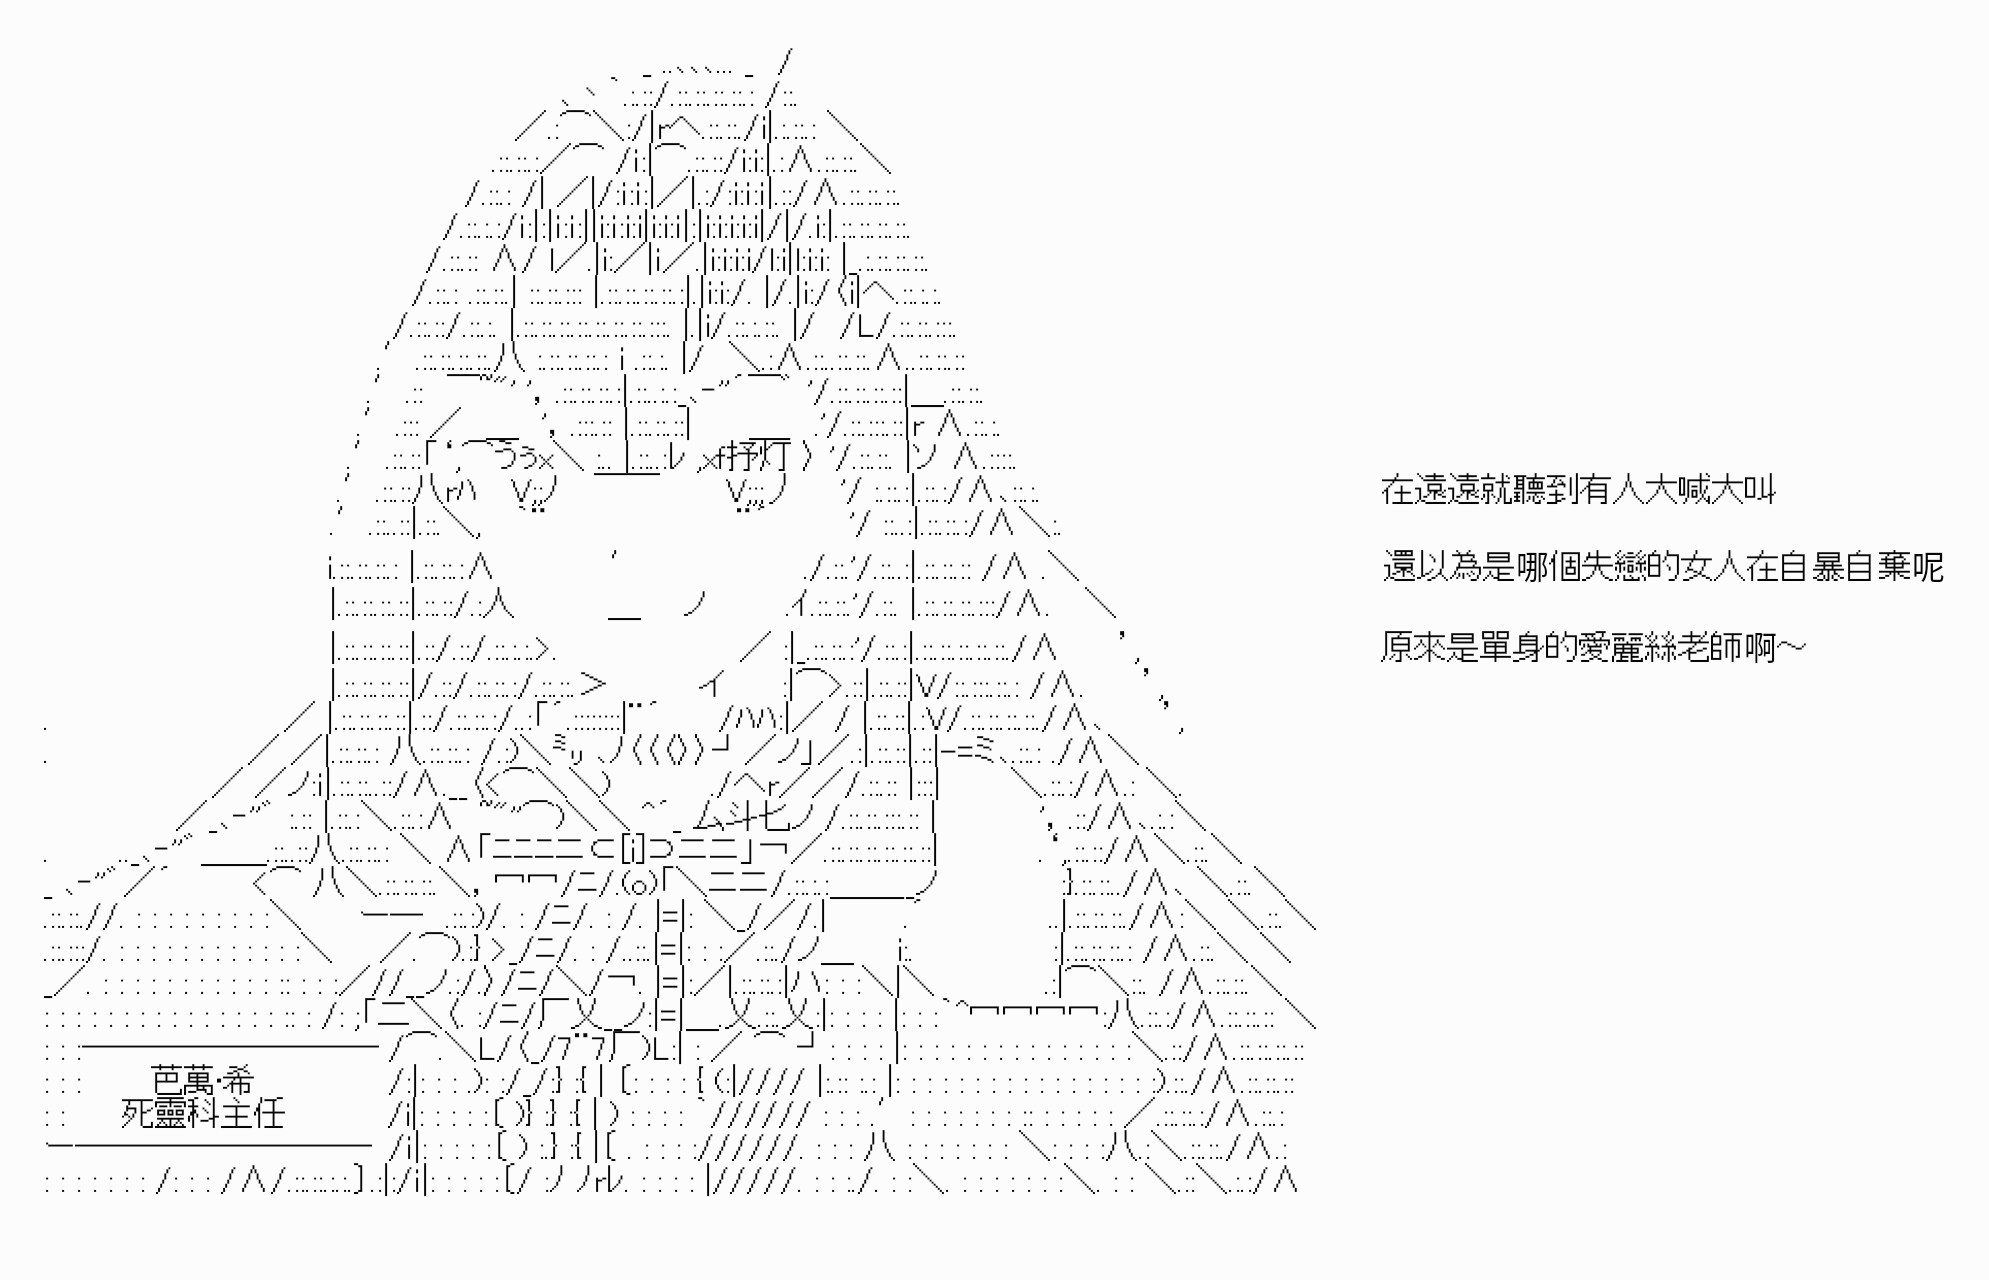 在遠遠就聽到有人大喊大叫
還以為是哪個失戀的女人在自暴自棄呢
原來是單身的愛麗絲老師啊～
芭萬·希
死靈科主任